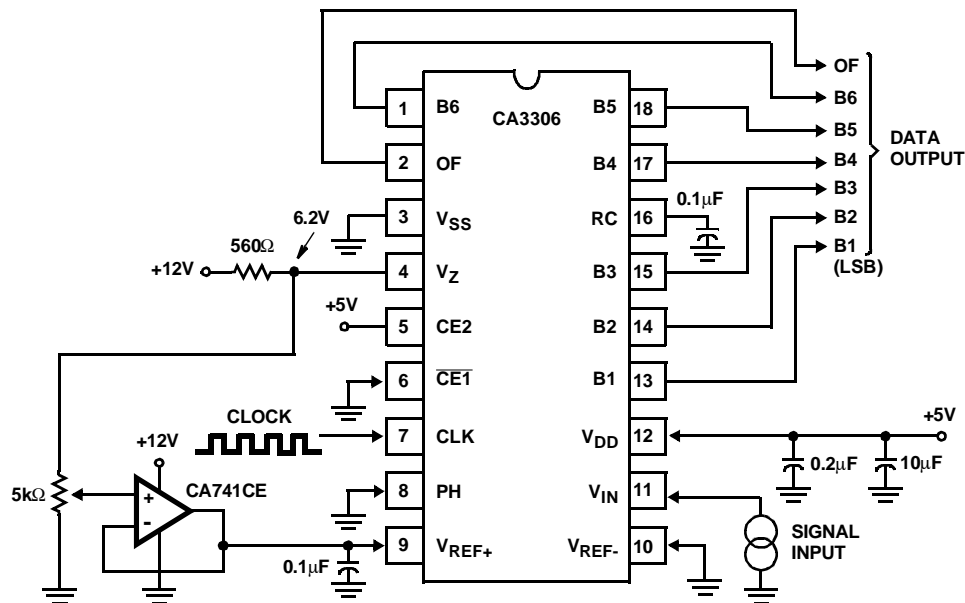 OF
B6
B5
B4
B3
B2
B1
(LSB)
DATA
OUTPUT
CA3306
1 B6
2 OF
3 VSS
4 VZ
5 CE2
6 CE1
7 CLK
8 PH
9 VREF+
B5 18
B4 17
RC 16
B3 15
B2 14
B1 13
VDD 12
VIN 11
VREF- 10
0.1μF
6.2V
560Ω
+12V
+5V
CLOCK
+12V
CA741CE
5kΩ
+
-
0.1μF
+5V
0.2μF
10μF
SIGNAL
INPUT